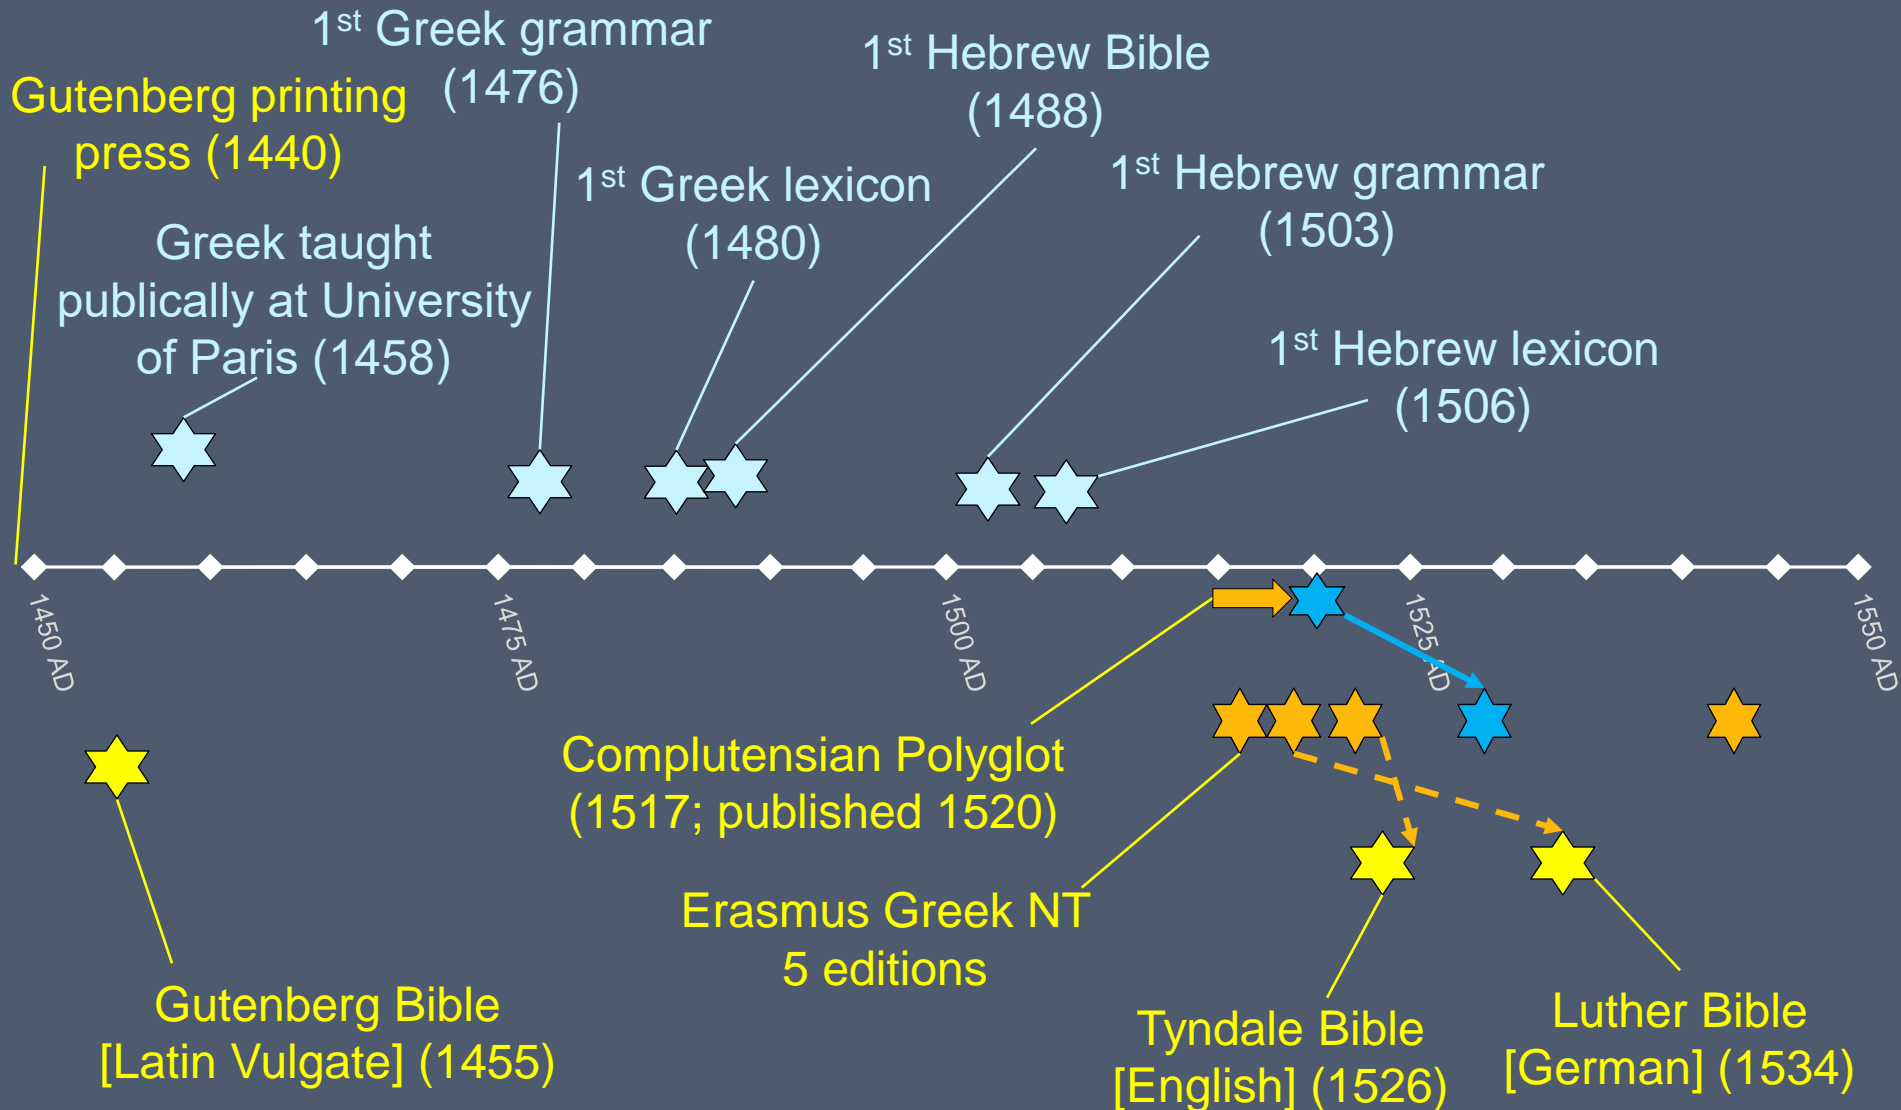 1st Greek grammar
(1476)
1st Hebrew Bible
(1488)
Gutenberg printing
press (1440)
1st Greek lexicon
(1480)
1st Hebrew grammar
(1503)
Greek taught
publically at University
of Paris (1458)
1st Hebrew lexicon
(1506)
1450 AD
1475 AD
1500 AD
1525 AD
1550 AD
Complutensian Polyglot
(1517; published 1520)
Erasmus Greek NT
5 editions
Gutenberg Bible
[Latin Vulgate] (1455)
Tyndale Bible
[English] (1526)
Luther Bible
[German] (1534)